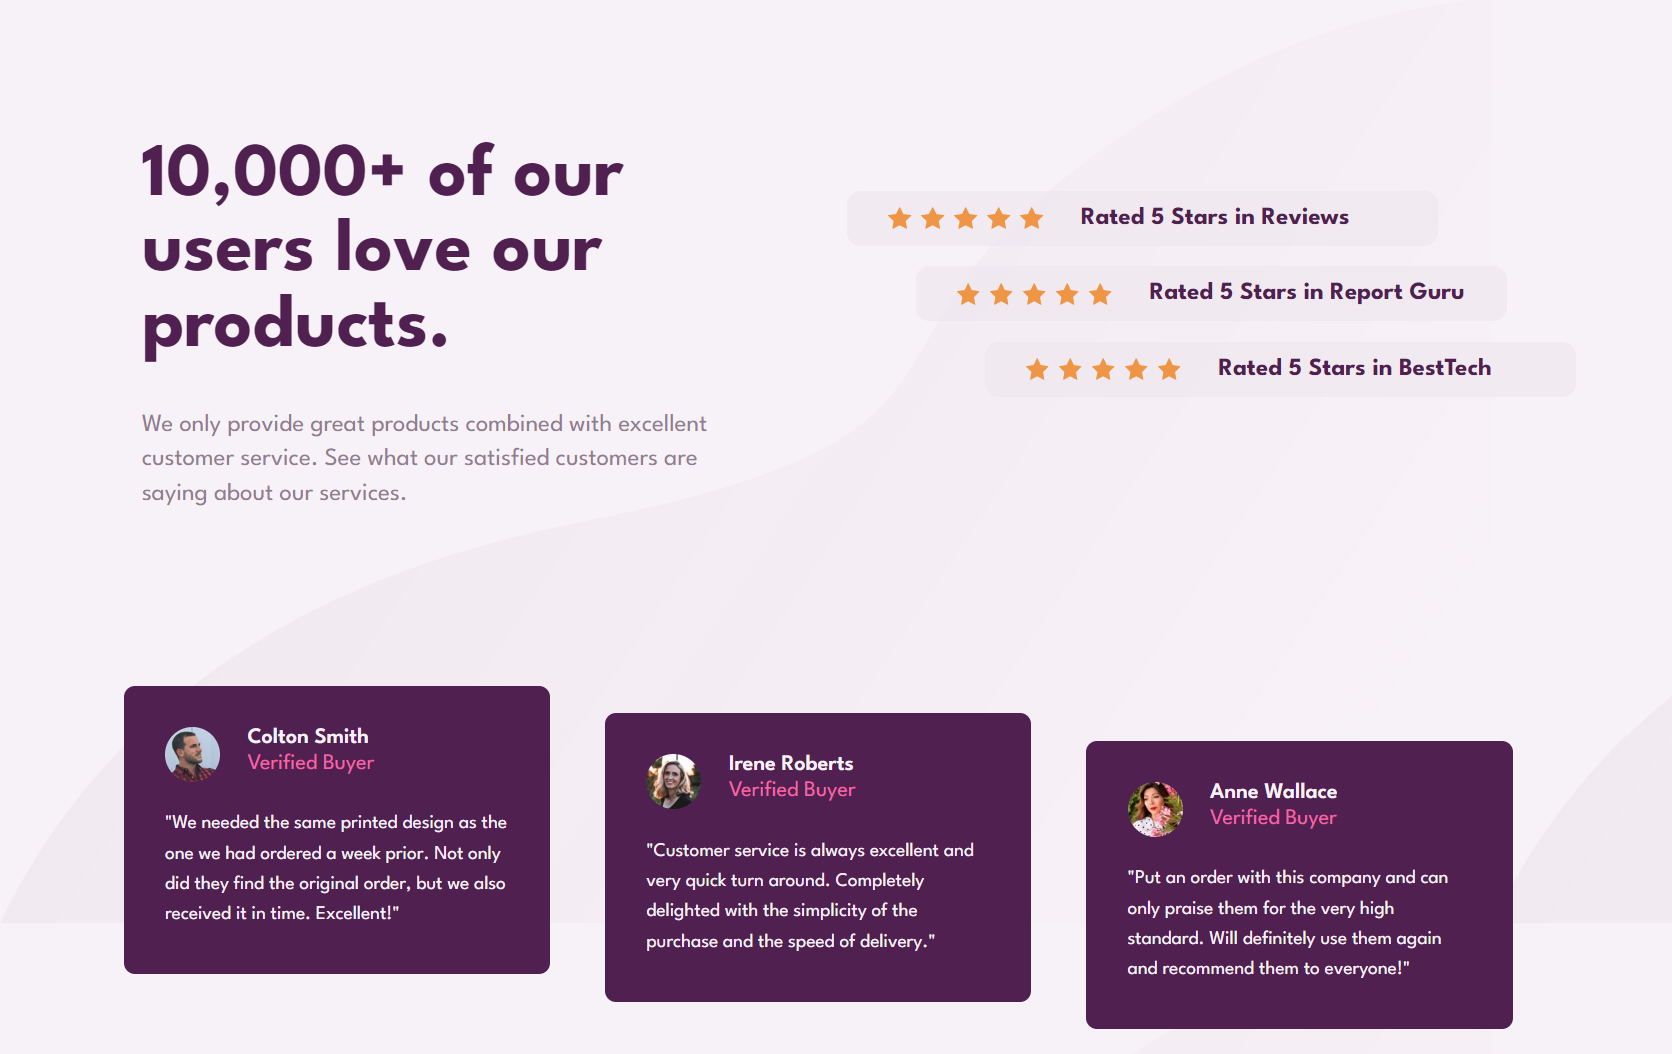 10,000+ of our
users love our
products.
We only provide great products combined with excellent
customer service. See what our satisfied customers are
saying about our services.
Rated 5 Stars in Reviews
Rated 5 Stars in Report Guru
Rated 5 Stars in BestTech
Colton Smith
Verified Buyer
"We needed the same printed design as the
one we had ordered a week prior. Not only
did they find the original order, but we also
received it in time. Excellent!"
Irene Roberts
Verified Buyer
"Customer service is always excellent and
very quick turn around. Completely
delighted with the simplicity of the
purchase and the speed of delivery."
Anne Wallace
Verified Buyer
"Put an order with this company and can
only praise them for the very high
standard. Will definitely use them again
and recommend them to everyone!"